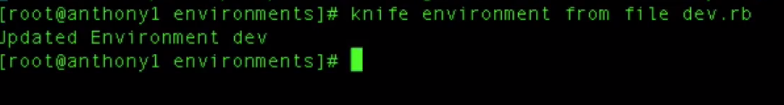 [root@anthony1 environments]# knife environment from file dev.rb
Updated Environment dev
[root@anthony1 environments]#